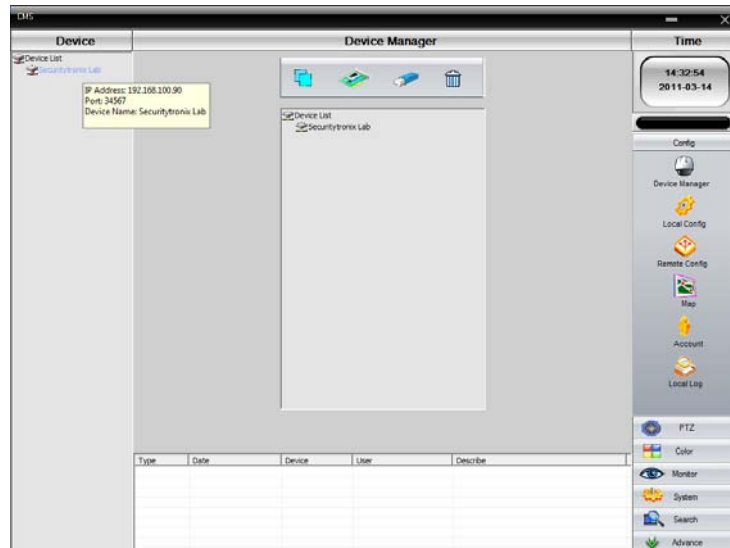 CMS
Device
Device Manager
Time
Device List
Securitytronix Lab
IP Address: 192.168.100.90
Port: 34567
Device Name: Securitytronix Lab
Device List
Securitytronix Lab
14:32:54
2011-03-14
Config
Device Manager
Local Config
Remote Config
Map
Account
Local Log
PTZ
Color
Monitor
System
Search
Advance
Type Date Device User Describe